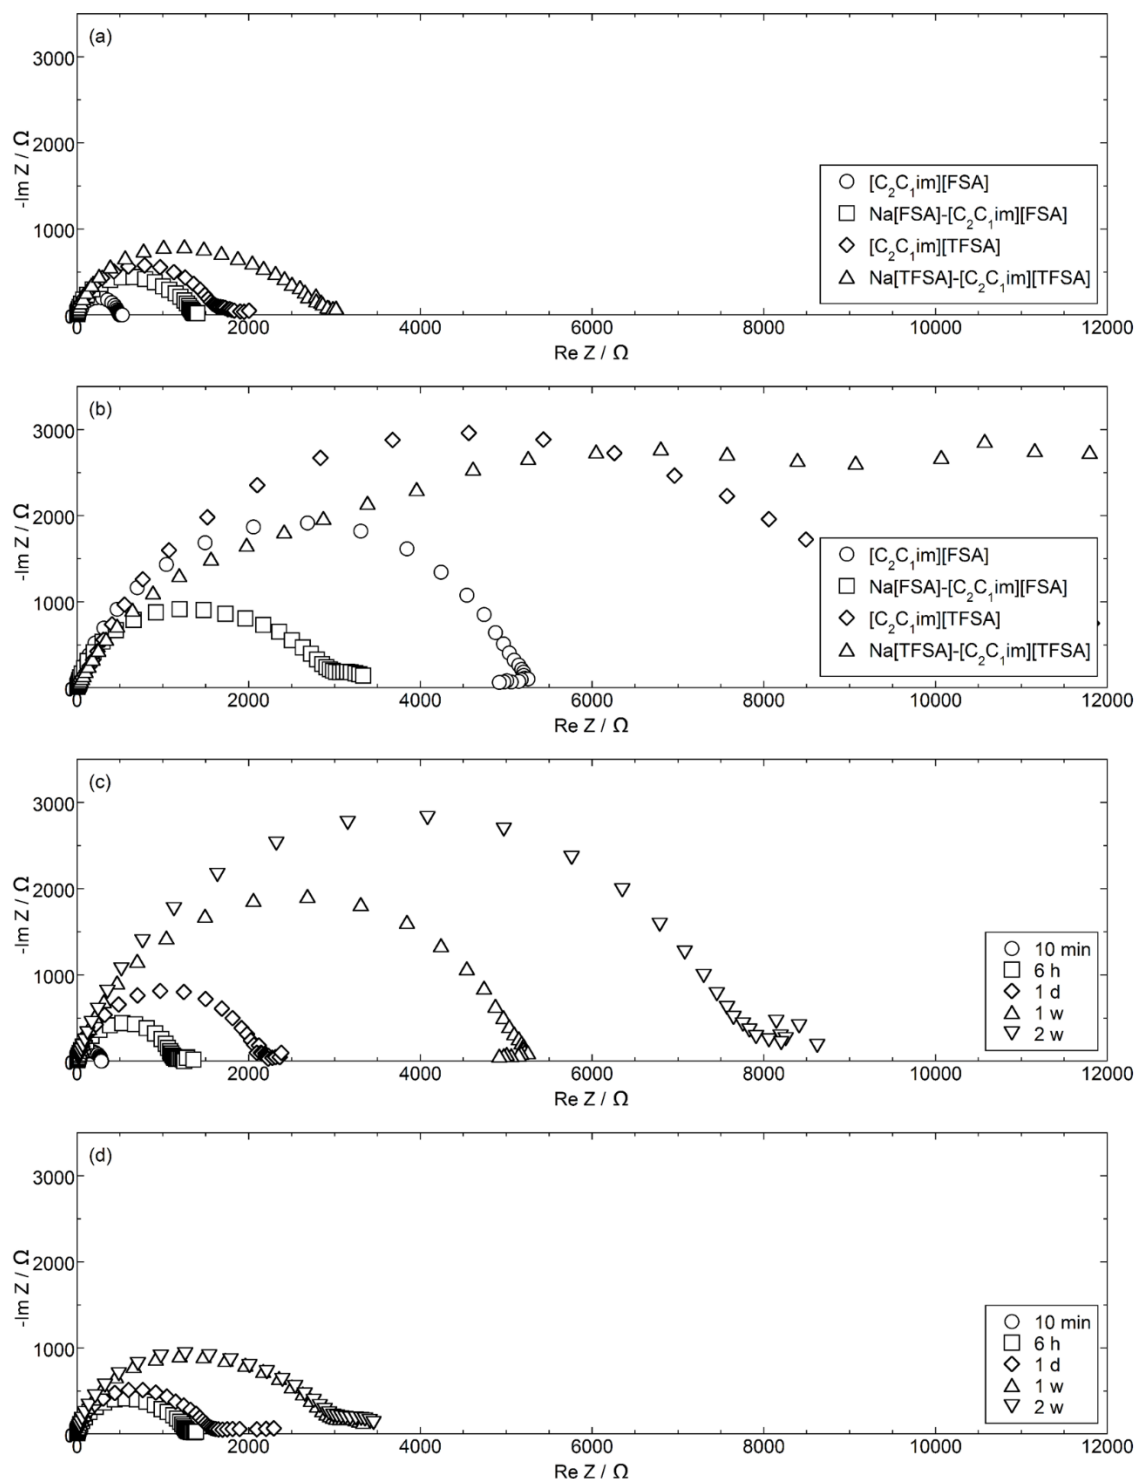 (a)
3000
2000
1000
0
-Im Z / Ω
0 2000 4000 6000 8000 10000 12000
Re Z / Ω
[C₂C₁im][FSA]
Na[FSA]-[C₂C₁im][FSA]
[C₂C₁im][TFSA]
Na[TFSA]-[C₂C₁im][TFSA]
(b)
3000
2000
1000
0
-Im Z / Ω
0 2000 4000 6000 8000 10000 12000
Re Z / Ω
[C₂C₁im][FSA]
Na[FSA]-[C₂C₁im][FSA]
[C₂C₁im][TFSA]
Na[TFSA]-[C₂C₁im][TFSA]
(c)
3000
2000
1000
0
-Im Z / Ω
0 2000 4000 6000 8000 10000 12000
Re Z / Ω
10 min
6 h
1 d
1 w
2 w
(d)
3000
2000
1000
0
-Im Z / Ω
0 2000 4000 6000 8000 10000 12000
Re Z / Ω
10 min
6 h
1 d
1 w
2 w